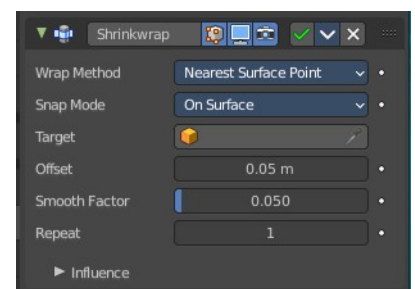 Shrinkwrap
Wrap Method Nearest Surface Point
Snap Mode On Surface
Target
Offset 0.05 m
Smooth Factor 0.050
Repeat 1
Influence